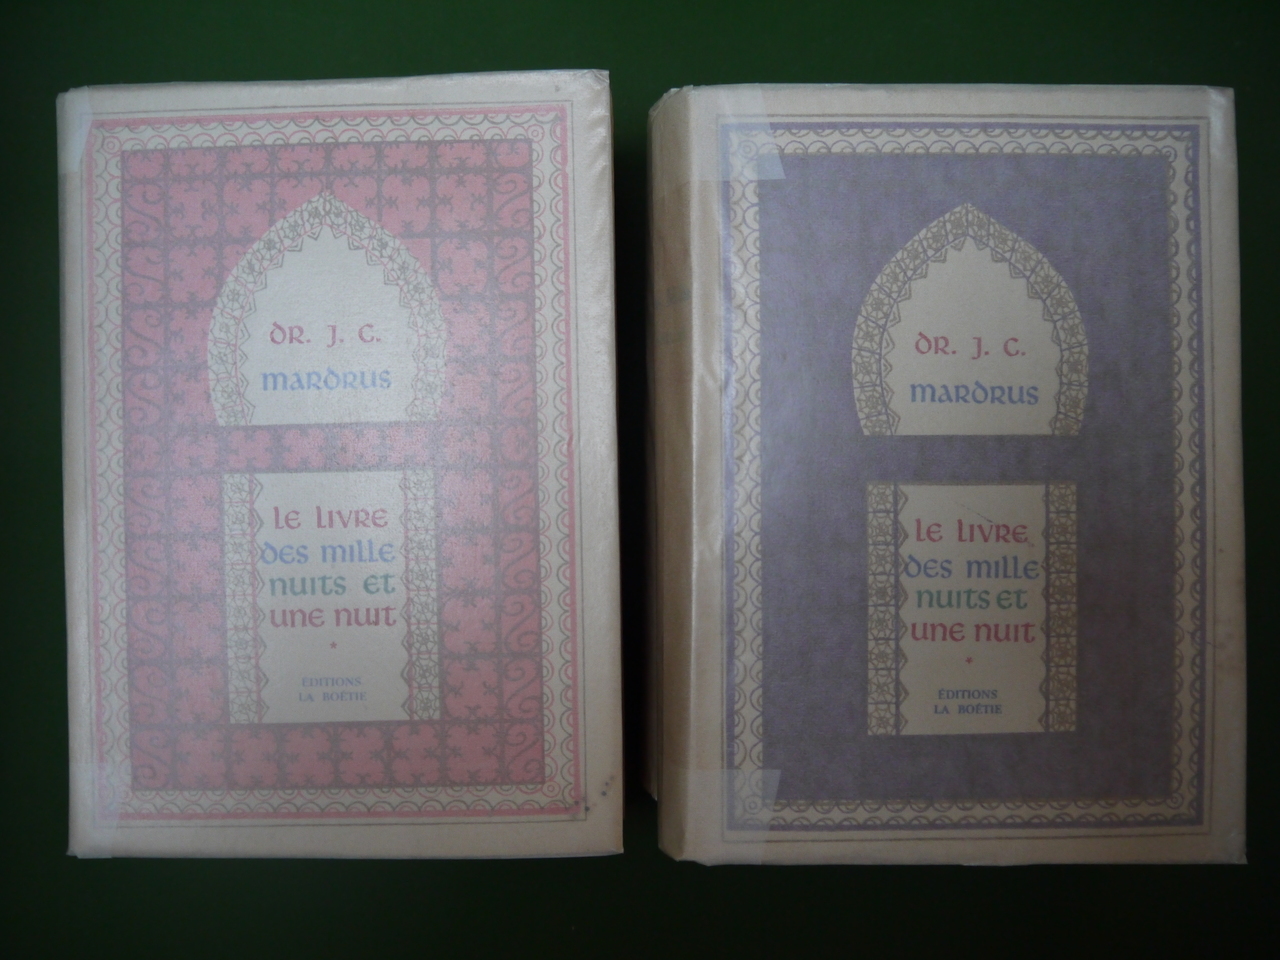 DR. J. C.
MARDRUS
LE LIVRE
DES MILLE
NUITS ET
UNE NUIT
*
ÉDITIONS
LA BOÉTIE
DR. J. C.
MARDRUS
LE LIVRE
DES MILLE
NUITS ET
UNE NUIT
*
ÉDITIONS
LA BOÉTIE